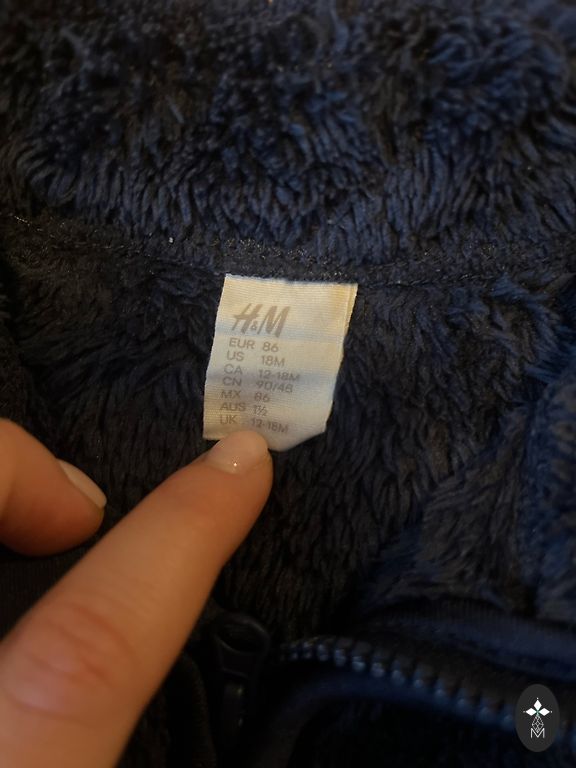 H&M
EUR 86
US 18M
CA 12-18M
CN 90/48
MX 86
AUS 1½
UK 12-18M
M